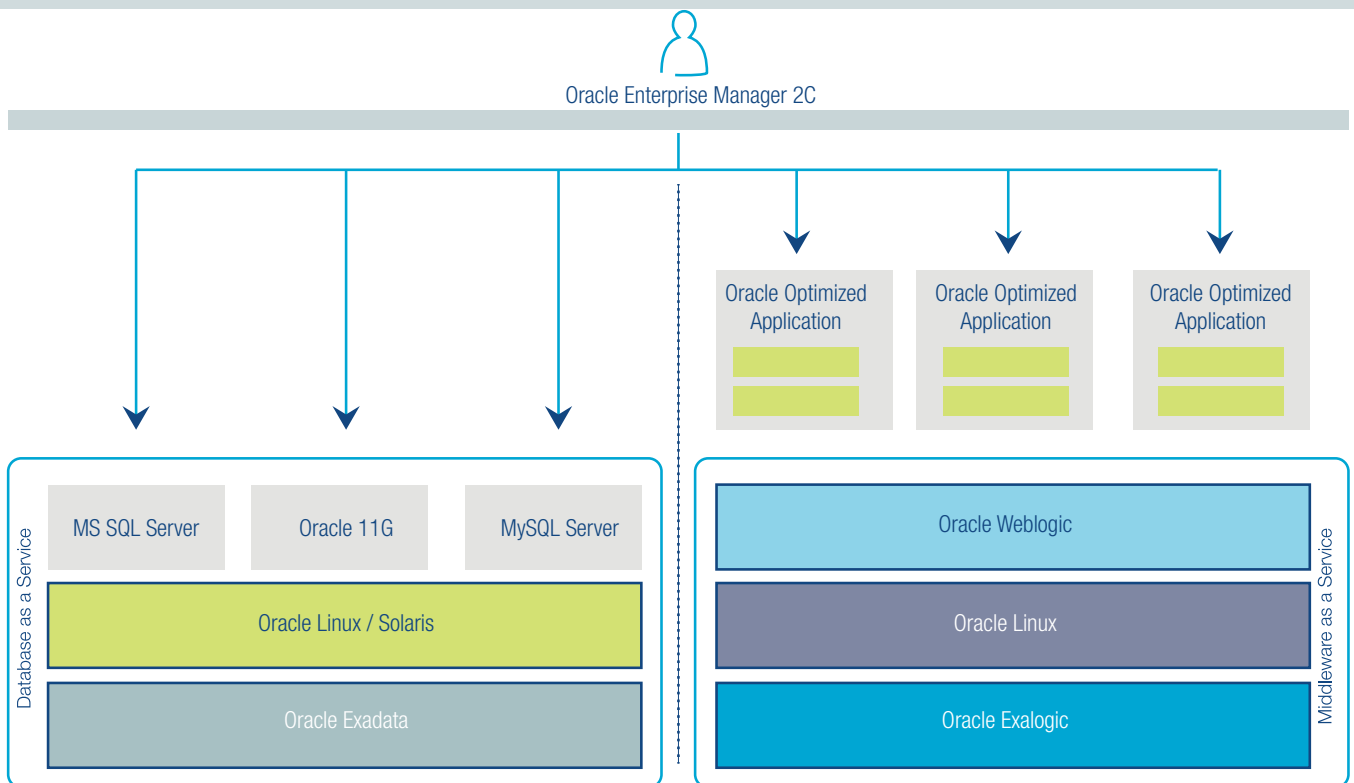 Oracle Enterprise Manager 2C
Oracle Optimized
Application
Oracle Optimized
Application
Oracle Optimized
Application
Database as a Service
MS SQL Server
Oracle 11G
MySQL Server
Oracle Linux / Solaris
Oracle Exadata
Oracle Weblogic
Oracle Linux
Oracle Exalogic
Middleware as a Service